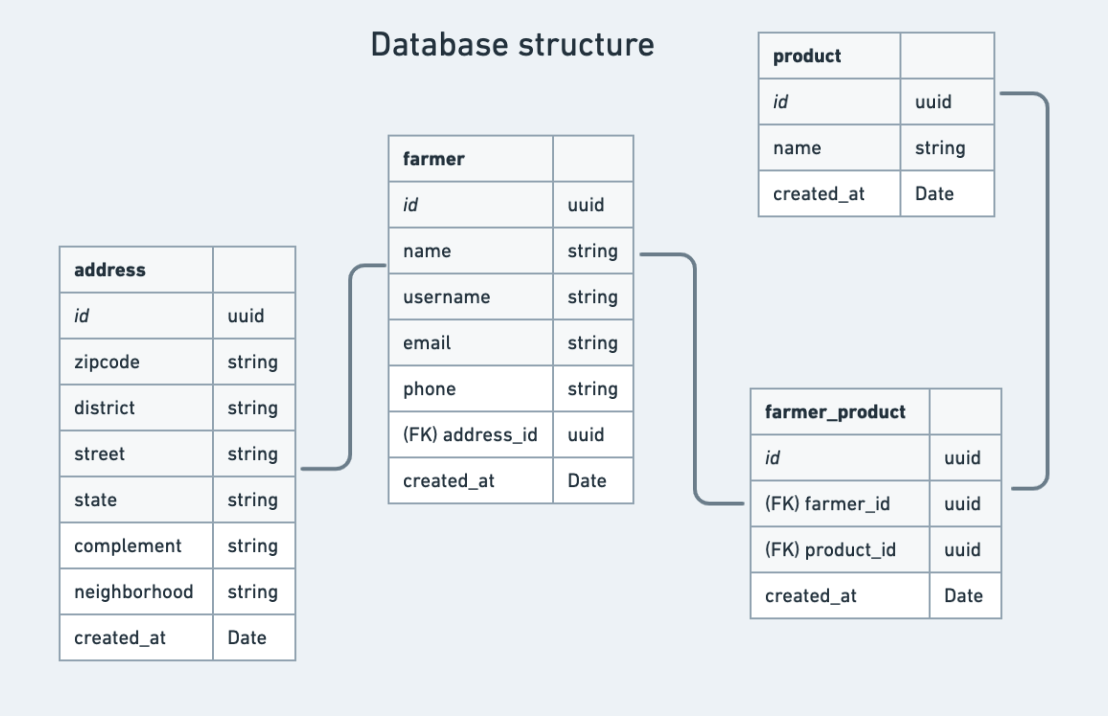 Database structure
product
id uuid
name string
created_at Date
farmer
id uuid
name string
username string
email string
phone string
(FK) address_id uuid
created_at Date
address
id uuid
zipcode string
district string
street string
state string
complement string
neighborhood string
created_at Date
farmer_product
id uuid
(FK) farmer_id uuid
(FK) product_id uuid
created_at Date